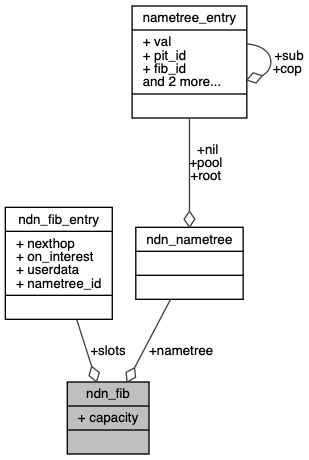 nametree_entry
+ val
+ pit_id
+ fib_id
and 2 more...
+sub
+cop
+nil
+pool
+root
ndn_fib_entry
+ nexthop
+ on_interest
+ userdata
+ nametree_id
ndn_nametree
+slots
+nametree
ndn_fib
+ capacity